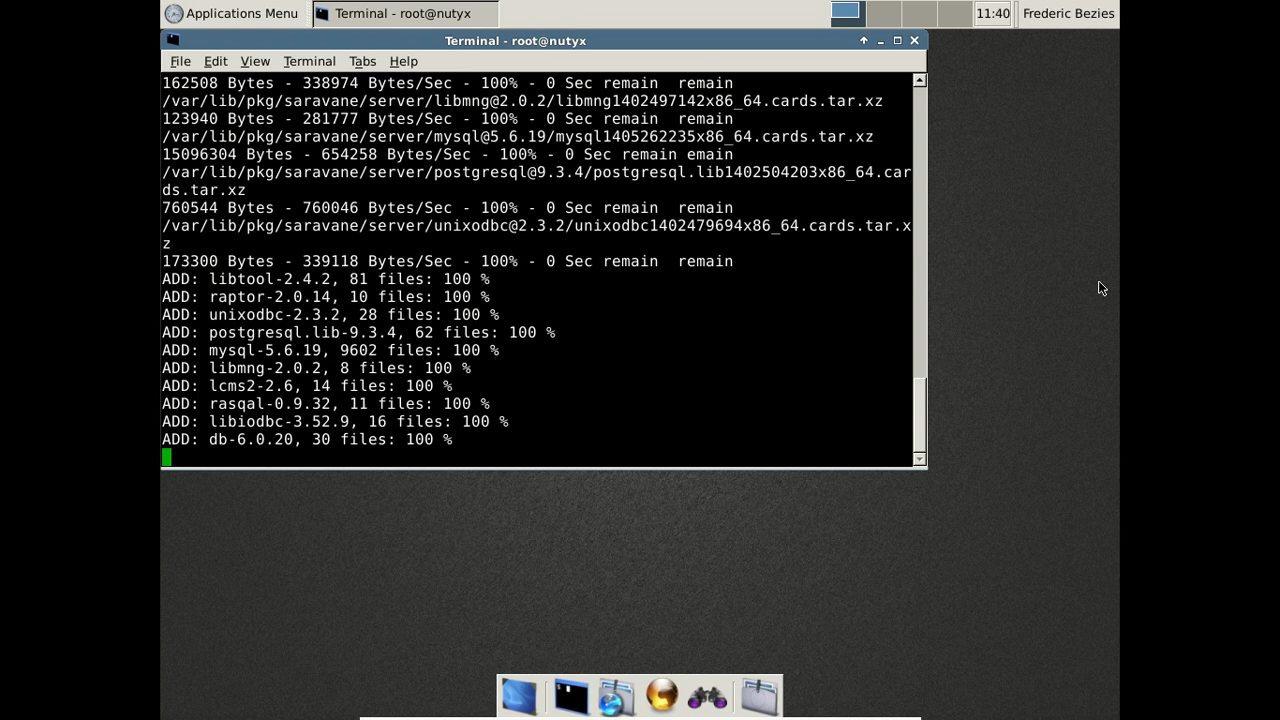 Applications Menu
Terminal - root@nutyx
11:40
Frederic Bezies
Terminal - root@nutyx
File Edit View Terminal Tabs Help
162508 Bytes - 338974 Bytes/Sec - 100% - 0 Sec remain  remain
/var/lib/pkg/saravane/server/libmng@2.0.2/libmng1402497142x86_64.cards.tar.xz
123940 Bytes - 281777 Bytes/Sec - 100% - 0 Sec remain  remain
/var/lib/pkg/saravane/server/mysql@5.6.19/mysql1405262235x86_64.cards.tar.xz
15096304 Bytes - 654258 Bytes/Sec - 100% - 0 Sec remain emain
/var/lib/pkg/saravane/server/postgresql@9.3.4/postgresql.lib1402504203x86_64.car
ds.tar.xz
760544 Bytes - 760046 Bytes/Sec - 100% - 0 Sec remain  remain
/var/lib/pkg/saravane/server/unixodbc@2.3.2/unixodbc1402479694x86_64.cards.tar.x
z
173300 Bytes - 339118 Bytes/Sec - 100% - 0 Sec remain  remain
ADD: libtool-2.4.2, 81 files: 100 %
ADD: raptor-2.0.14, 10 files: 100 %
ADD: unixodbc-2.3.2, 28 files: 100 %
ADD: postgresql.lib-9.3.4, 62 files: 100 %
ADD: mysql-5.6.19, 9602 files: 100 %
ADD: libmng-2.0.2, 8 files: 100 %
ADD: lcms2-2.6, 14 files: 100 %
ADD: rasqal-0.9.32, 11 files: 100 %
ADD: libiodbc-3.52.9, 16 files: 100 %
ADD: db-6.0.20, 30 files: 100 %